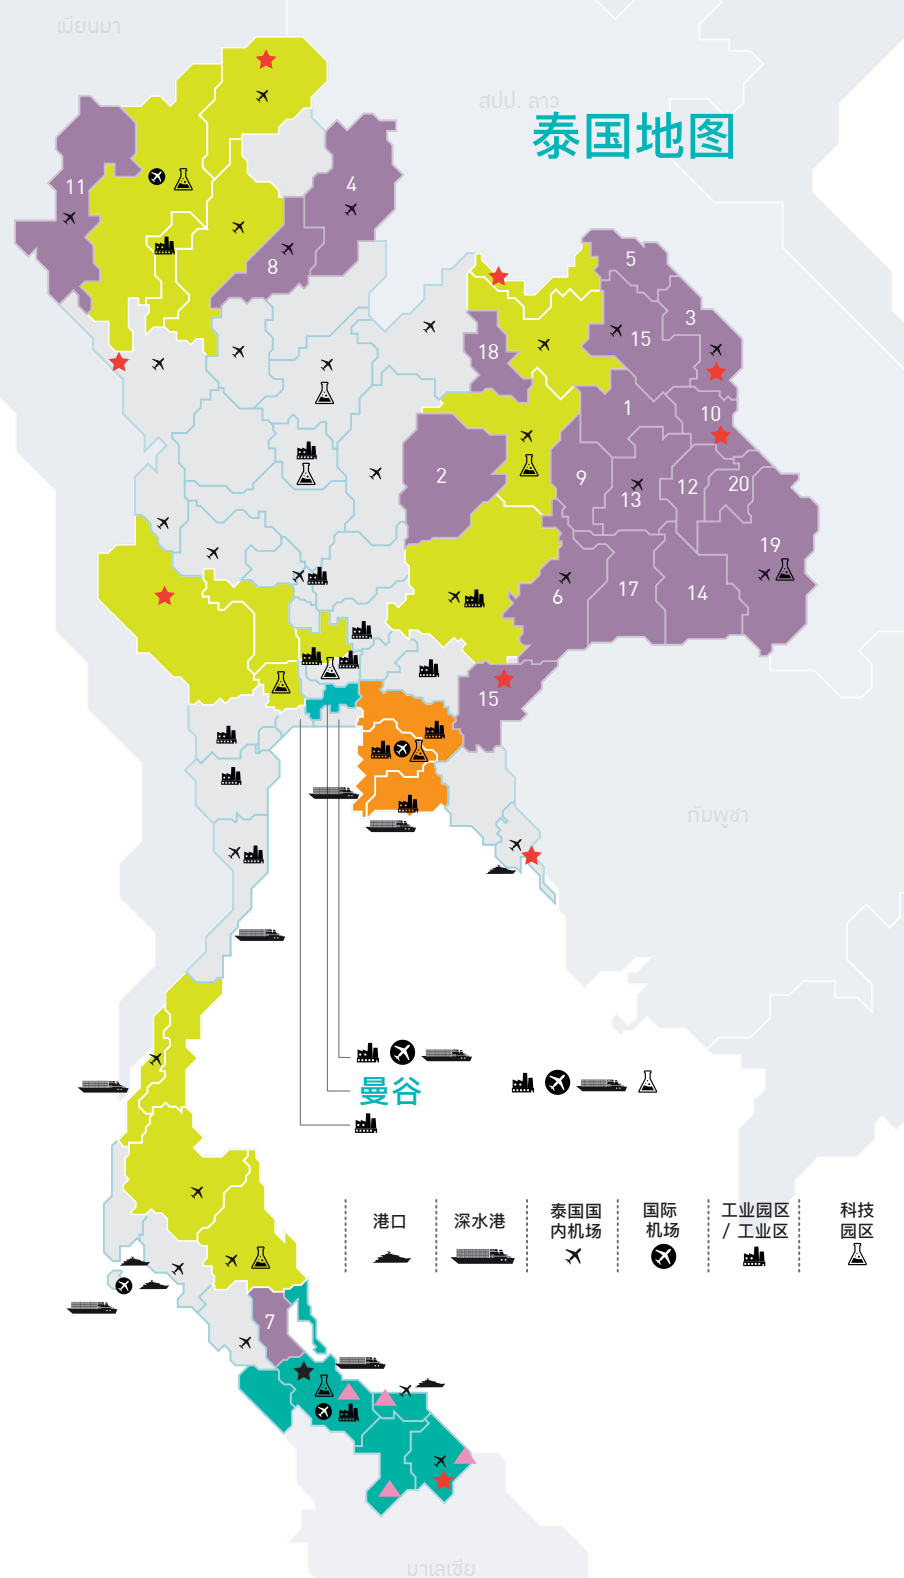 เมียนมา
สปป. ลาว
泰国地图
11
4
8
5
3
15
18
1
10
2
9
13
12
20
19
6
17
14
15
กัมพูชา
曼谷
港口
深水港
泰国国
内机场
国际
机场
工业园区
/ 工业区
科技
园区
7
มาเลเซีย